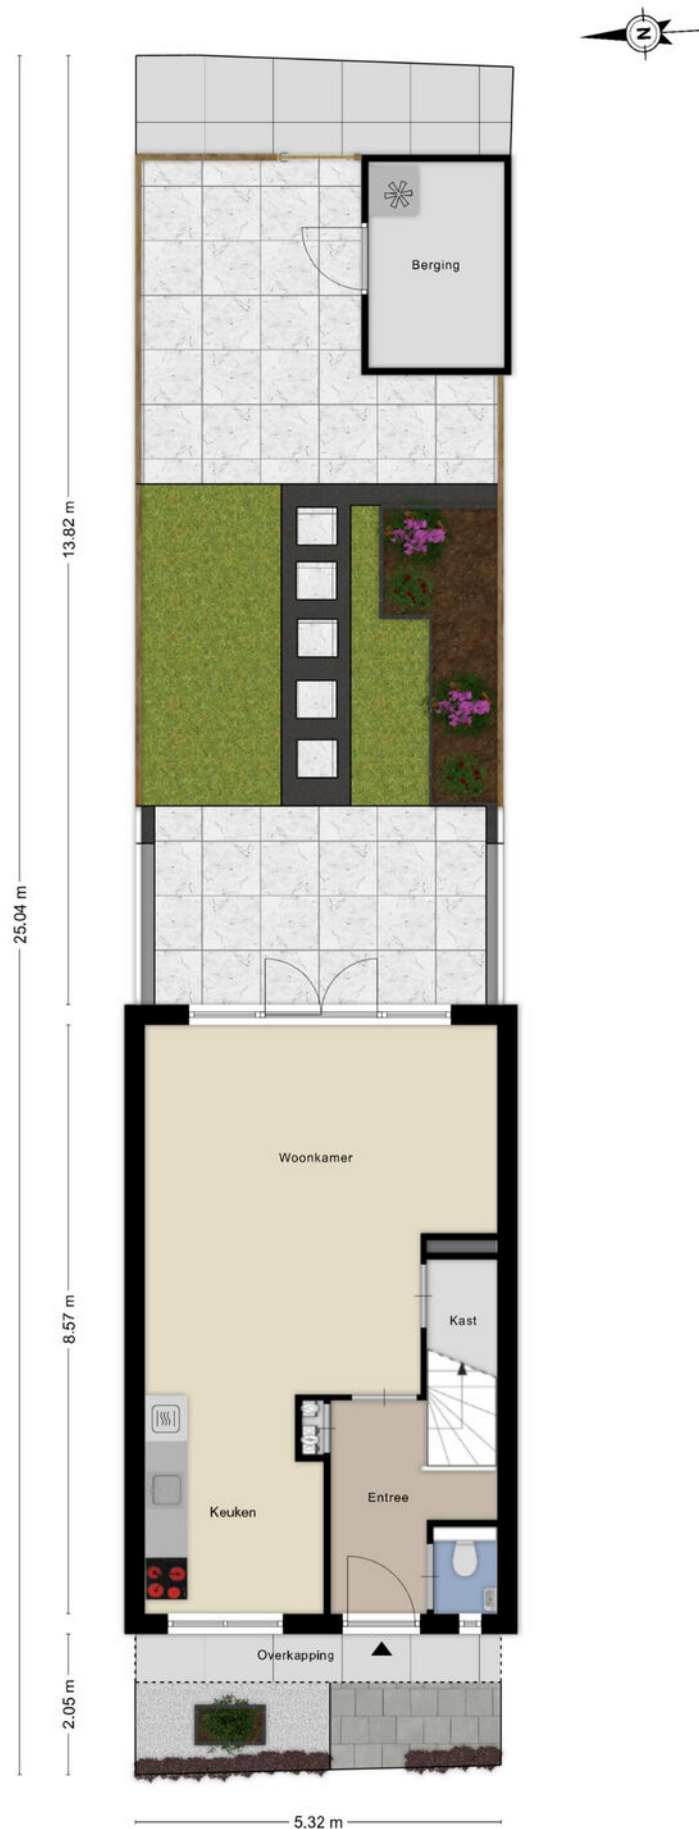 N
Berging
13.82 m
25.04 m
Woonkamer
8.57 m
Kast
Entree
Keuken
Overkapping
2.05 m
5.32 m